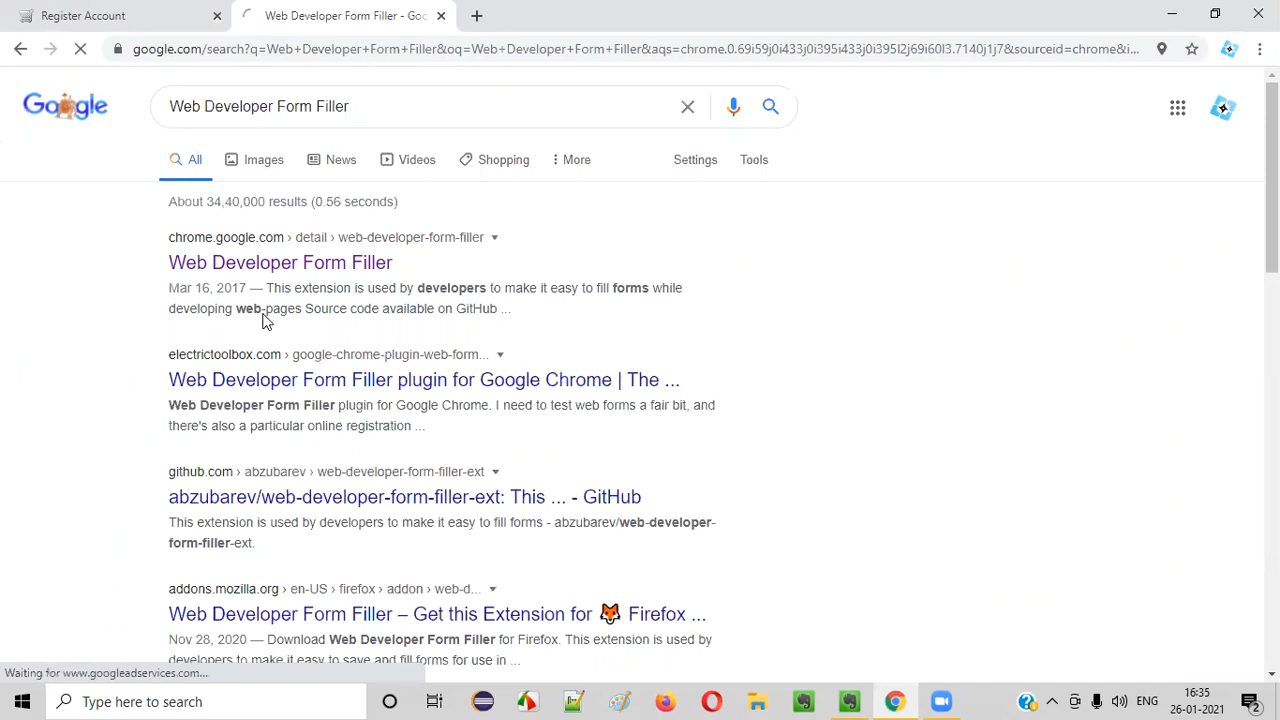 Register Account
Web Developer Form Filler - Goo
google.com/search?q=Web+Developer+Form+Filler&oq=Web+Developer+Form+Filler&aqs=chrome.0.69i59j0i433j0i395i433j0i395l2j69i60l3.7140j1j7&sourceid=chrome&i...
Google
Web Developer Form Filler
All
Images
News
Videos
Shopping
More
Settings
Tools
About 34,40,000 results (0.56 seconds)
chrome.google.com › detail › web-developer-form-filler
Web Developer Form Filler
Mar 16, 2017 — This extension is used by developers to make it easy to fill forms while
developing web-pages Source code available on GitHub ...
electrictoolbox.com › google-chrome-plugin-web-form...
Web Developer Form Filler plugin for Google Chrome | The ...
Web Developer Form Filler plugin for Google Chrome. I need to test web forms a fair bit, and
there's also a particular online registration ...
github.com › abzubarev › web-developer-form-filler-ext
abzubarev/web-developer-form-filler-ext: This ... - GitHub
This extension is used by developers to make it easy to fill forms - abzubarev/web-developer-
form-filler-ext.
addons.mozilla.org › en-US › firefox › addon › web-d...
Web Developer Form Filler – Get this Extension for 🦊 Firefox ...
Nov 28, 2020 — Download Web Developer Form Filler for Firefox. This extension is used by
developers to make it easy to save and fill forms for use in ...
Waiting for www.googleadservices.com...
Type here to search
ENG
16:35
26-01-2021
2